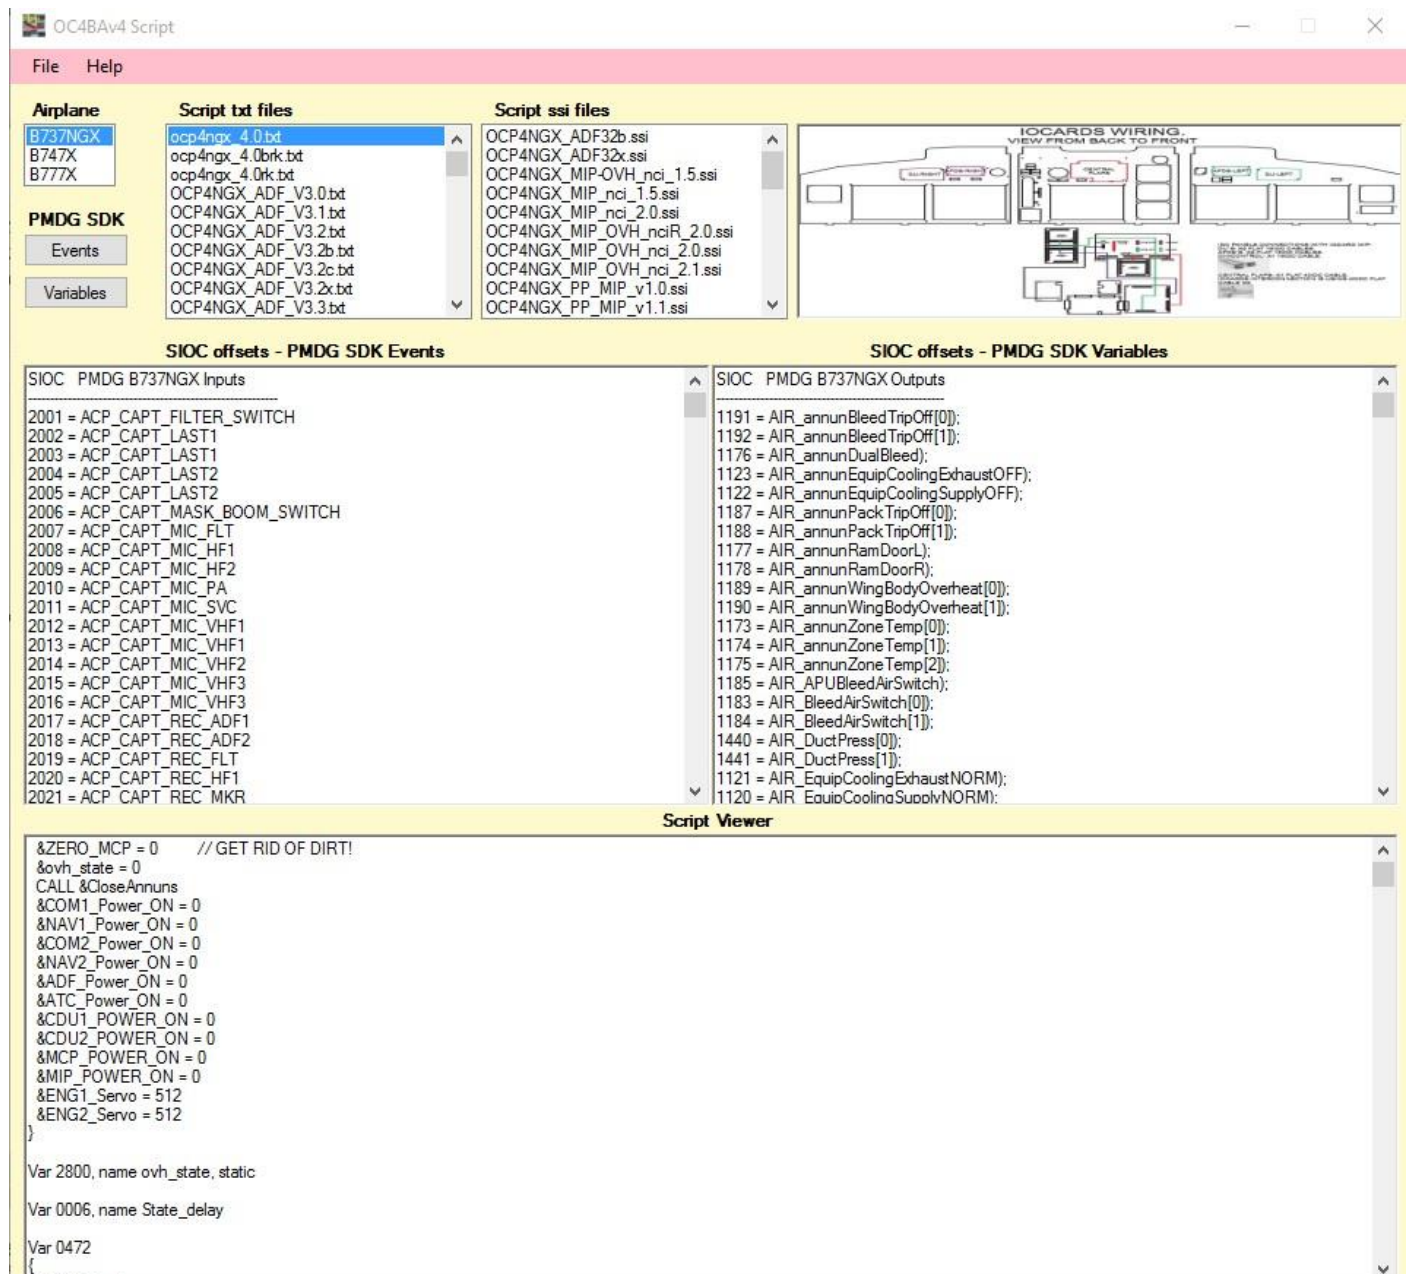 OC4BAv4 Script
File Help
Airplane
B737NGX
B747X
B777X
PMDG SDK
Events
Variables
Script txt files
ocp4ngx_4.0.txt
ocp4ngx_4.0brk.txt
ocp4ngx_4.0rk.txt
OCP4NGX_ADF_V3.0.txt
OCP4NGX_ADF_V3.1.txt
OCP4NGX_ADF_V3.2.txt
OCP4NGX_ADF_V3.2b.txt
OCP4NGX_ADF_V3.2c.txt
OCP4NGX_ADF_V3.2x.txt
OCP4NGX_ADF_V3.3.txt
Script ssi files
OCP4NGX_ADF32b.ssi
OCP4NGX_ADF32x.ssi
OCP4NGX_MIP-OVH_nci_1.5.ssi
OCP4NGX_MIP_nci_1.5.ssi
OCP4NGX_MIP_nci_2.0.ssi
OCP4NGX_MIP_OVH_nciR_2.0.ssi
OCP4NGX_MIP_OVH_nci_2.0.ssi
OCP4NGX_MIP_OVH_nci_2.1.ssi
OCP4NGX_PP_MIP_v1.0.ssi
OCP4NGX_PP_MIP_v1.1.ssi
IOCARDS WIRING.
VIEW FROM BACK TO FRONT
SIOC offsets - PMDG SDK Events
SIOC PMDG B737NGX Inputs
2001 = ACP_CAPT_FILTER_SWITCH
2002 = ACP_CAPT_LAST1
2003 = ACP_CAPT_LAST1
2004 = ACP_CAPT_LAST2
2005 = ACP_CAPT_LAST2
2006 = ACP_CAPT_MASK_BOOM_SWITCH
2007 = ACP_CAPT_MIC_FLT
2008 = ACP_CAPT_MIC_HF1
2009 = ACP_CAPT_MIC_HF2
2010 = ACP_CAPT_MIC_PA
2011 = ACP_CAPT_MIC_SVC
2012 = ACP_CAPT_MIC_VHF1
2013 = ACP_CAPT_MIC_VHF1
2014 = ACP_CAPT_MIC_VHF2
2015 = ACP_CAPT_MIC_VHF3
2016 = ACP_CAPT_MIC_VHF3
2017 = ACP_CAPT_REC_ADF1
2018 = ACP_CAPT_REC_ADF2
2019 = ACP_CAPT_REC_FLT
2020 = ACP_CAPT_REC_HF1
2021 = ACP_CAPT_REC_MKR
SIOC offsets - PMDG SDK Variables
SIOC PMDG B737NGX Outputs
1191 = AIR_annunBleedTripOff[0]);
1192 = AIR_annunBleedTripOff[1]);
1176 = AIR_annunDualBleed);
1123 = AIR_annunEquipCoolingExhaustOFF);
1122 = AIR_annunEquipCoolingSupplyOFF);
1187 = AIR_annunPackTripOff[0]);
1188 = AIR_annunPackTripOff[1]);
1177 = AIR_annunRamDoorL);
1178 = AIR_annunRamDoorR);
1189 = AIR_annunWingBodyOverheat[0]);
1190 = AIR_annunWingBodyOverheat[1]);
1173 = AIR_annunZoneTemp[0]);
1174 = AIR_annunZoneTemp[1]);
1175 = AIR_annunZoneTemp[2]);
1185 = AIR_APUBleedAirSwitch);
1183 = AIR_BleedAirSwitch[0]);
1184 = AIR_BleedAirSwitch[1]);
1440 = AIR_DuctPress[0]);
1441 = AIR_DuctPress[1]);
1121 = AIR_EquipCoolingExhaustNORM);
1120 = AIR_EquipCoolingSupplyNORM);
Script Viewer
&ZERO_MCP = 0 // GET RID OF DIRT!
&ovh_state = 0
CALL &CloseAnnuns
&COM1_Power_ON = 0
&NAV1_Power_ON = 0
&COM2_Power_ON = 0
&NAV2_Power_ON = 0
&ADF_Power_ON = 0
&ATC_Power_ON = 0
&CDU1_POWER_ON = 0
&CDU2_POWER_ON = 0
&MCP_POWER_ON = 0
&MIP_POWER_ON = 0
&ENG1_Servo = 512
&ENG2_Servo = 512
}
Var 2800, name ovh_state, static
Var 0006, name State_delay
Var 0472
{